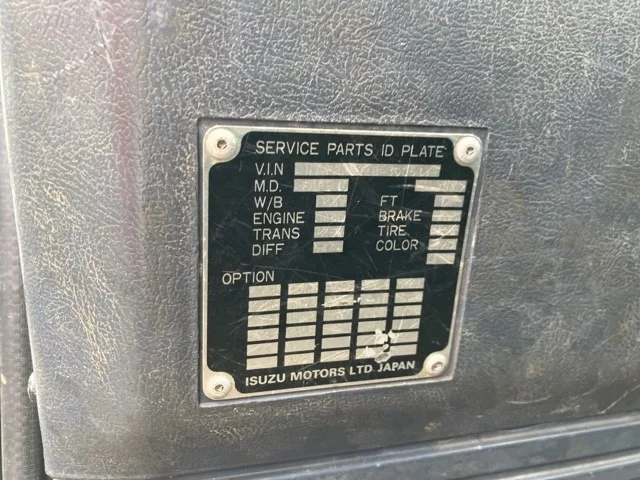 SERVICE PARTS ID PLATE
V.I.N
M.D.
W/B FT
ENGINE BRAKE
TRANS TIRE
DIFF COLOR
OPTION
ISUZU MOTORS LTD JAPAN